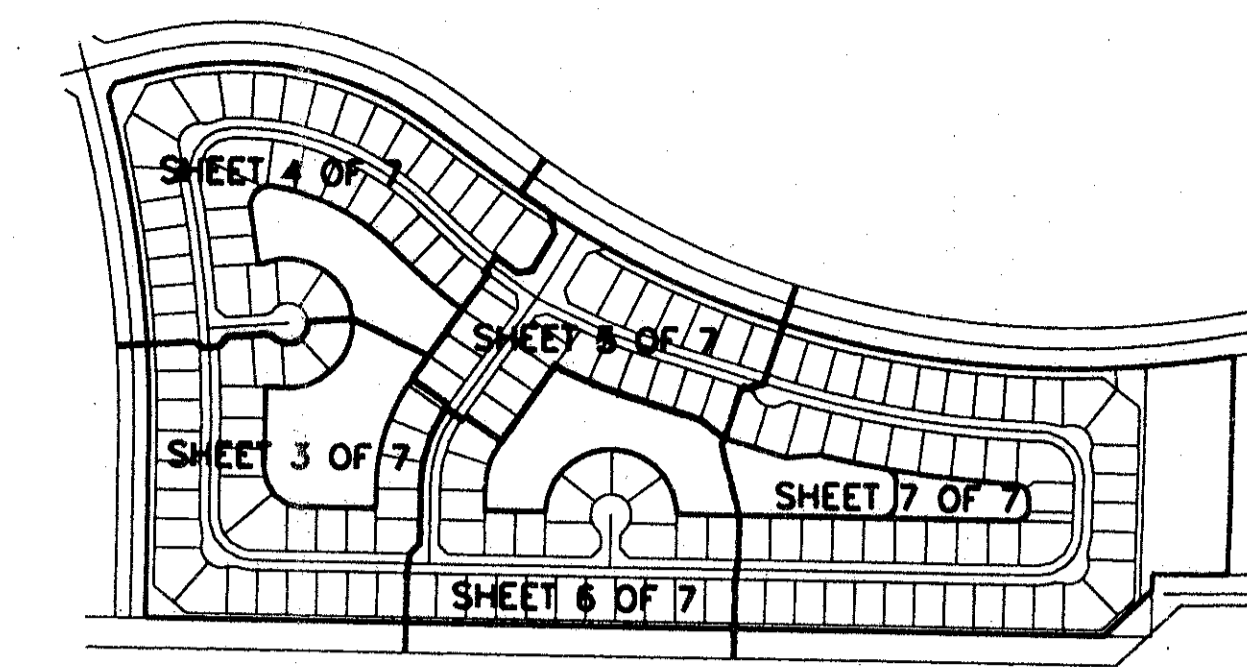 SHEET 4 OF 7
SHEET 5 OF 7
SHEET 3 OF 7
SHEET 7 OF 7
SHEET 6 OF 7